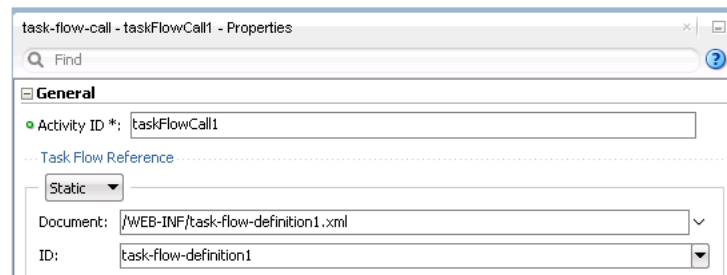 task-flow-call - taskFlowCall1 - Properties
Find
General
Activity ID *: taskFlowCall1
Task Flow Reference
Static
Document: /WEB-INF/task-flow-definition1.xml
ID: task-flow-definition1